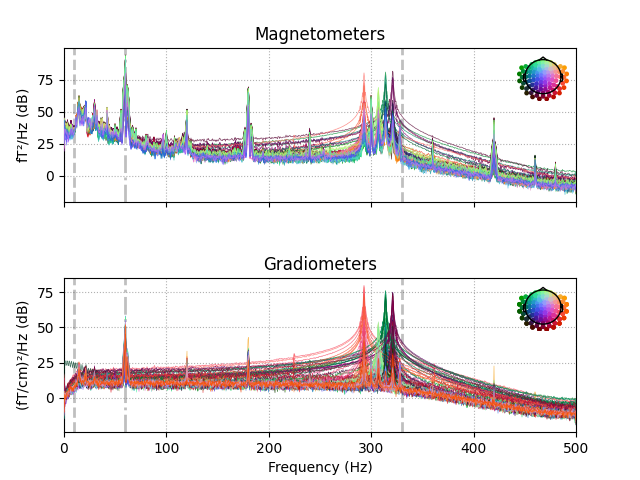 Magnetometers
fT²/Hz (dB)
75
50
25
0
Gradiometers
(fT/cm)²/Hz (dB)
75
50
25
0
0 100 200 300 400 500
Frequency (Hz)